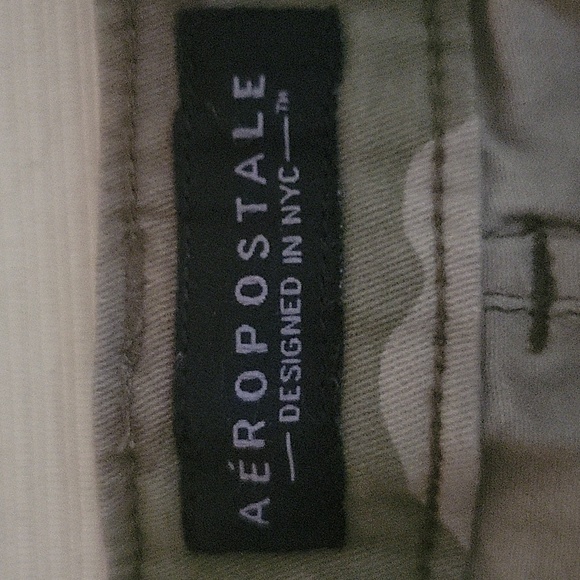 AÉROPOSTALE
— DESIGNED IN NYC —™